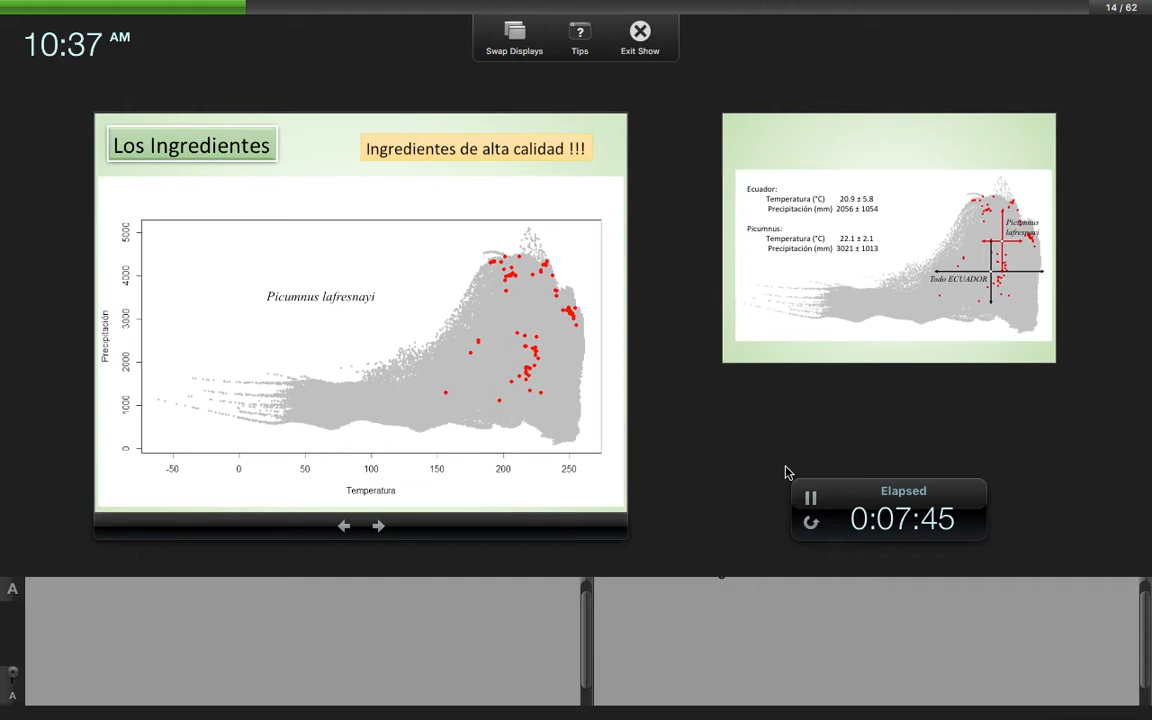 14 / 62
10:37 AM
Swap Displays
Tips
Exit Show
Los Ingredientes
Ingredientes de alta calidad !!!
Picumnus lafresnayi
Precipitación
5000
4000
3000
2000
1000
0
-50 0 50 100 150 200 250
Temperatura
Ecuador:
Temperatura (°C) 20.9 ± 5.8
Precipitación (mm) 2056 ± 1054
Picumnus:
Temperatura (°C) 22.1 ± 2.1
Precipitación (mm) 3021 ± 1013
Picumnus
lafresnayi
Todo ECUADOR
Elapsed
0:07:45
A
A